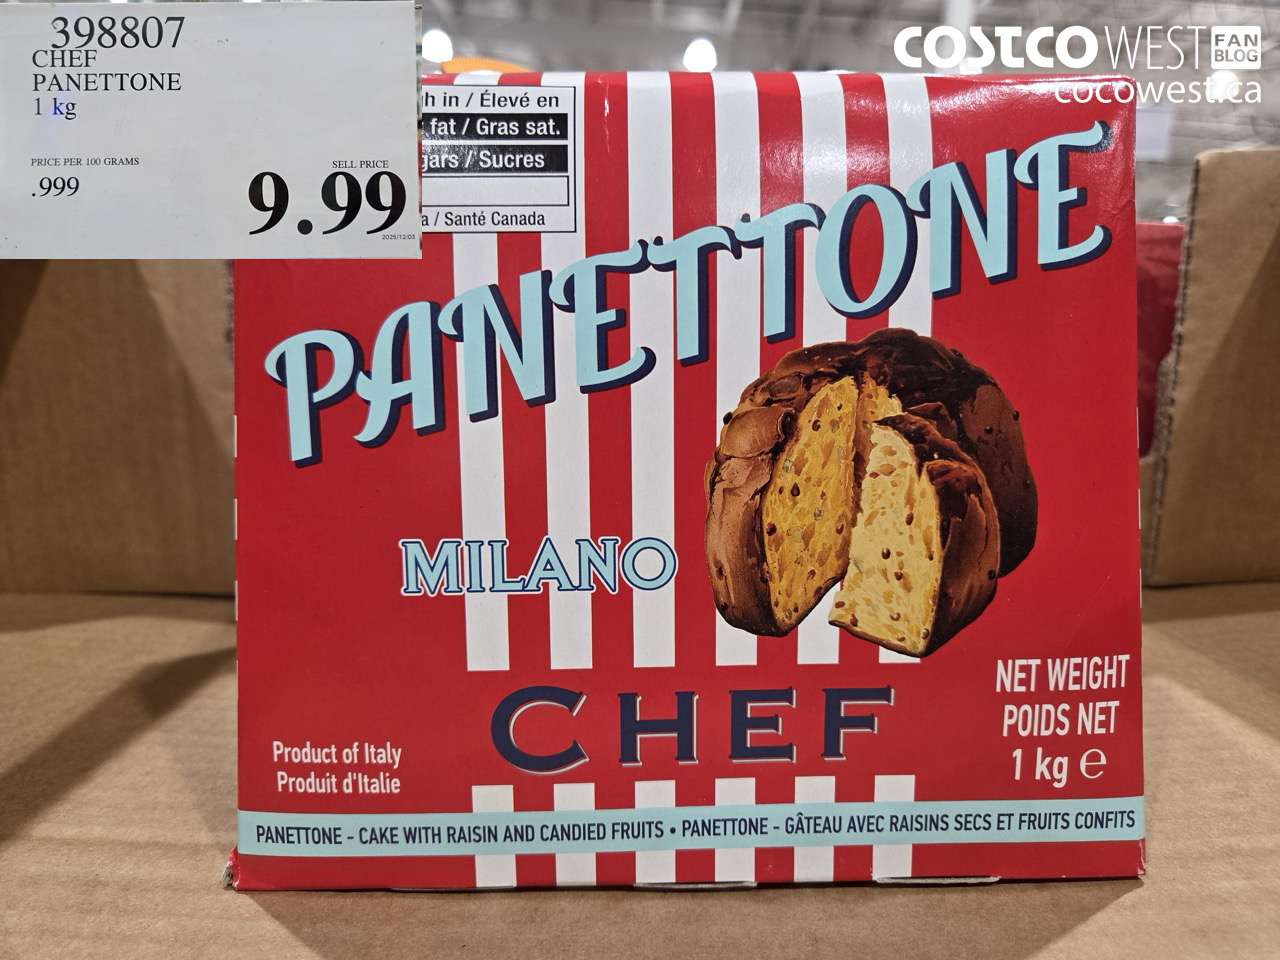 398807
CHEF
PANETTONE
1 kg
PRICE PER 100 GRAMS
.999
SELL PRICE
9.99
2025/12/03
COSTCO WEST FAN BLOG
cocowest.ca
h in / Élevé en
fat / Gras sat.
gars / Sucres
a / Santé Canada
PANETTONE
MILANO
CHEF
NET WEIGHT
POIDS NET
1 kg e
Product of Italy
Produit d'Italie
PANETTONE - CAKE WITH RAISIN AND CANDIED FRUITS • PANETTONE - GÂTEAU AVEC RAISINS SECS ET FRUITS CONFITS